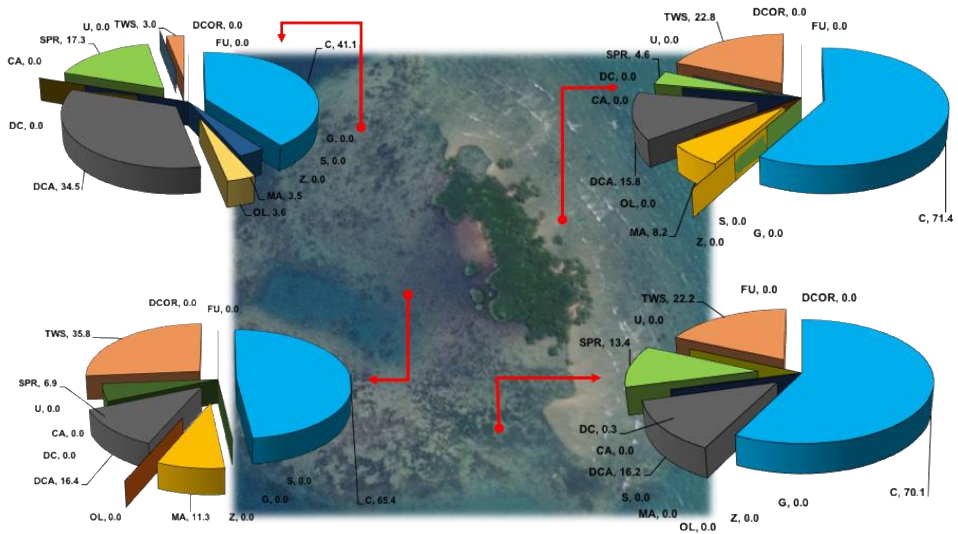 U, 0.0
TWS, 3.0
DCOR, 0.0
SPR, 17.3
FU, 0.0
C, 41.1
CA, 0.0
G, 0.0
DC, 0.0
S, 0.0
Z, 0.0
DCA, 34.5
MA, 3.5
OL, 3.6
TWS, 22.8
DCOR, 0.0
U, 0.0
FU, 0.0
SPR, 4.6
DC, 0.0
CA, 0.0
DCA, 15.8
OL, 0.0
C, 71.4
S, 0.0
MA, 8.2
G, 0.0
Z, 0.0
DCOR, 0.0
FU, 0.0
TWS, 35.8
SPR, 6.9
U, 0.0
CA, 0.0
DC, 0.0
DCA, 16.4
S, 0.0
G, 0.0
C, 65.4
OL, 0.0
MA, 11.3
Z, 0.0
FU, 0.0
DCOR, 0.0
TWS, 22.2
U, 0.0
SPR, 13.4
DC, 0.3
CA, 0.0
DCA, 16.2
C, 70.1
S, 0.0
G, 0.0
MA, 0.0
Z, 0.0
OL, 0.0